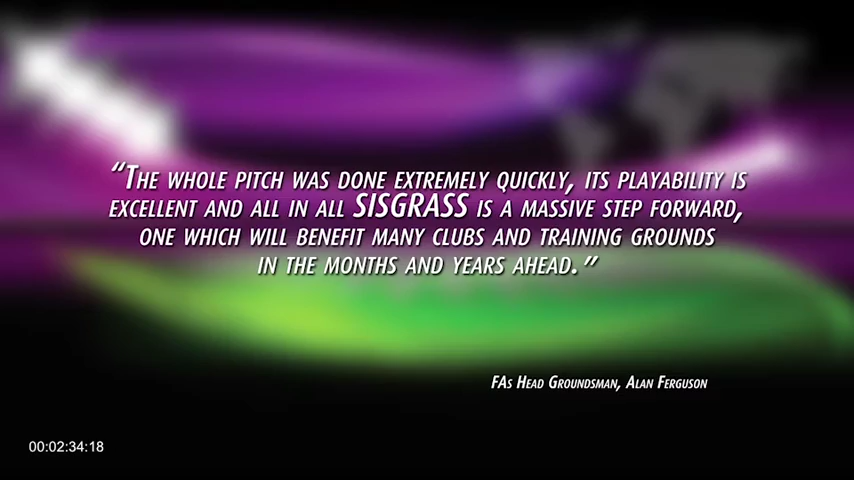 “The whole pitch was done extremely quickly, its playability is
excellent and all in all SISGRASS is a massive step forward,
one which will benefit many clubs and training grounds
in the months and years ahead.”
FAs Head Groundsman, Alan Ferguson
00:02:34:18